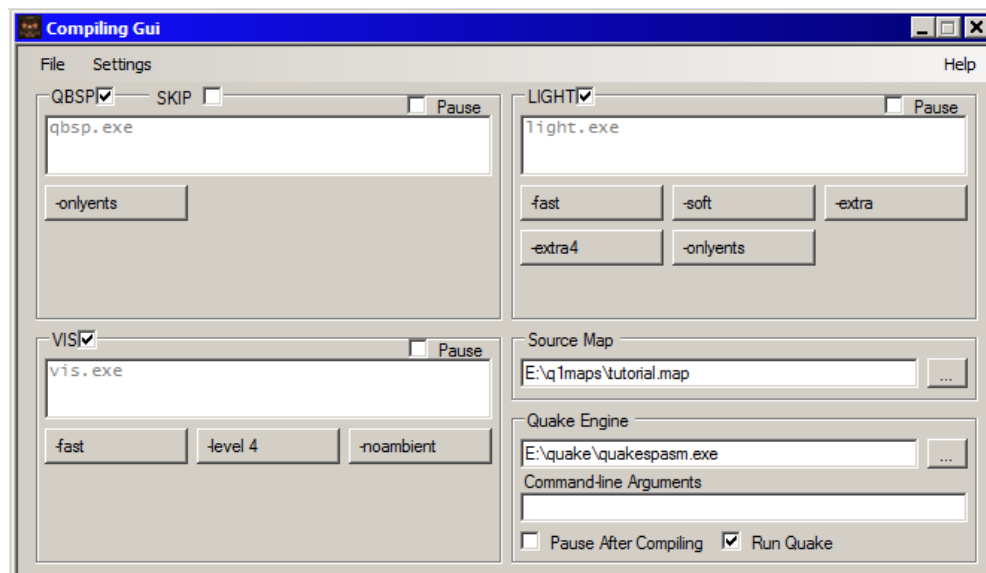 Compiling Gui
File Settings Help
QBSP SKIP Pause
qbsp.exe
-onlyents
LIGHT Pause
light.exe
-fast -soft -extra
-extra4 -onlyents
VIS Pause
vis.exe
-fast -level 4 -noambient
Source Map
E:\q1maps\tutorial.map ...
Quake Engine
E:\quake\quakespasm.exe ...
Command-line Arguments
Pause After Compiling Run Quake